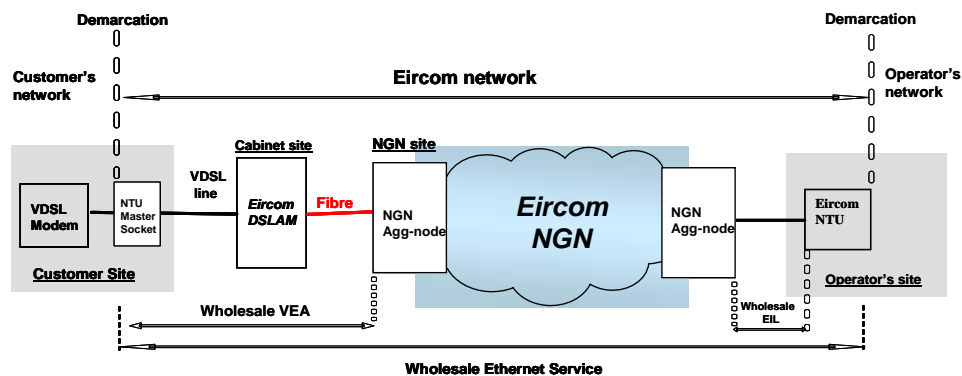 Demarcation
Demarcation
Customer's
network
Eircom network
Operator's
network
Cabinet site
NGN site
VDSL
line
VDSL
Modem
NTU
Master
Socket
Eircom
DSLAM
Fibre
NGN
Agg-node
Eircom
NGN
NGN
Agg-node
Eircom
NTU
Customer Site
Operator's site
Wholesale VEA
Wholesale
EIL
Wholesale Ethernet Service